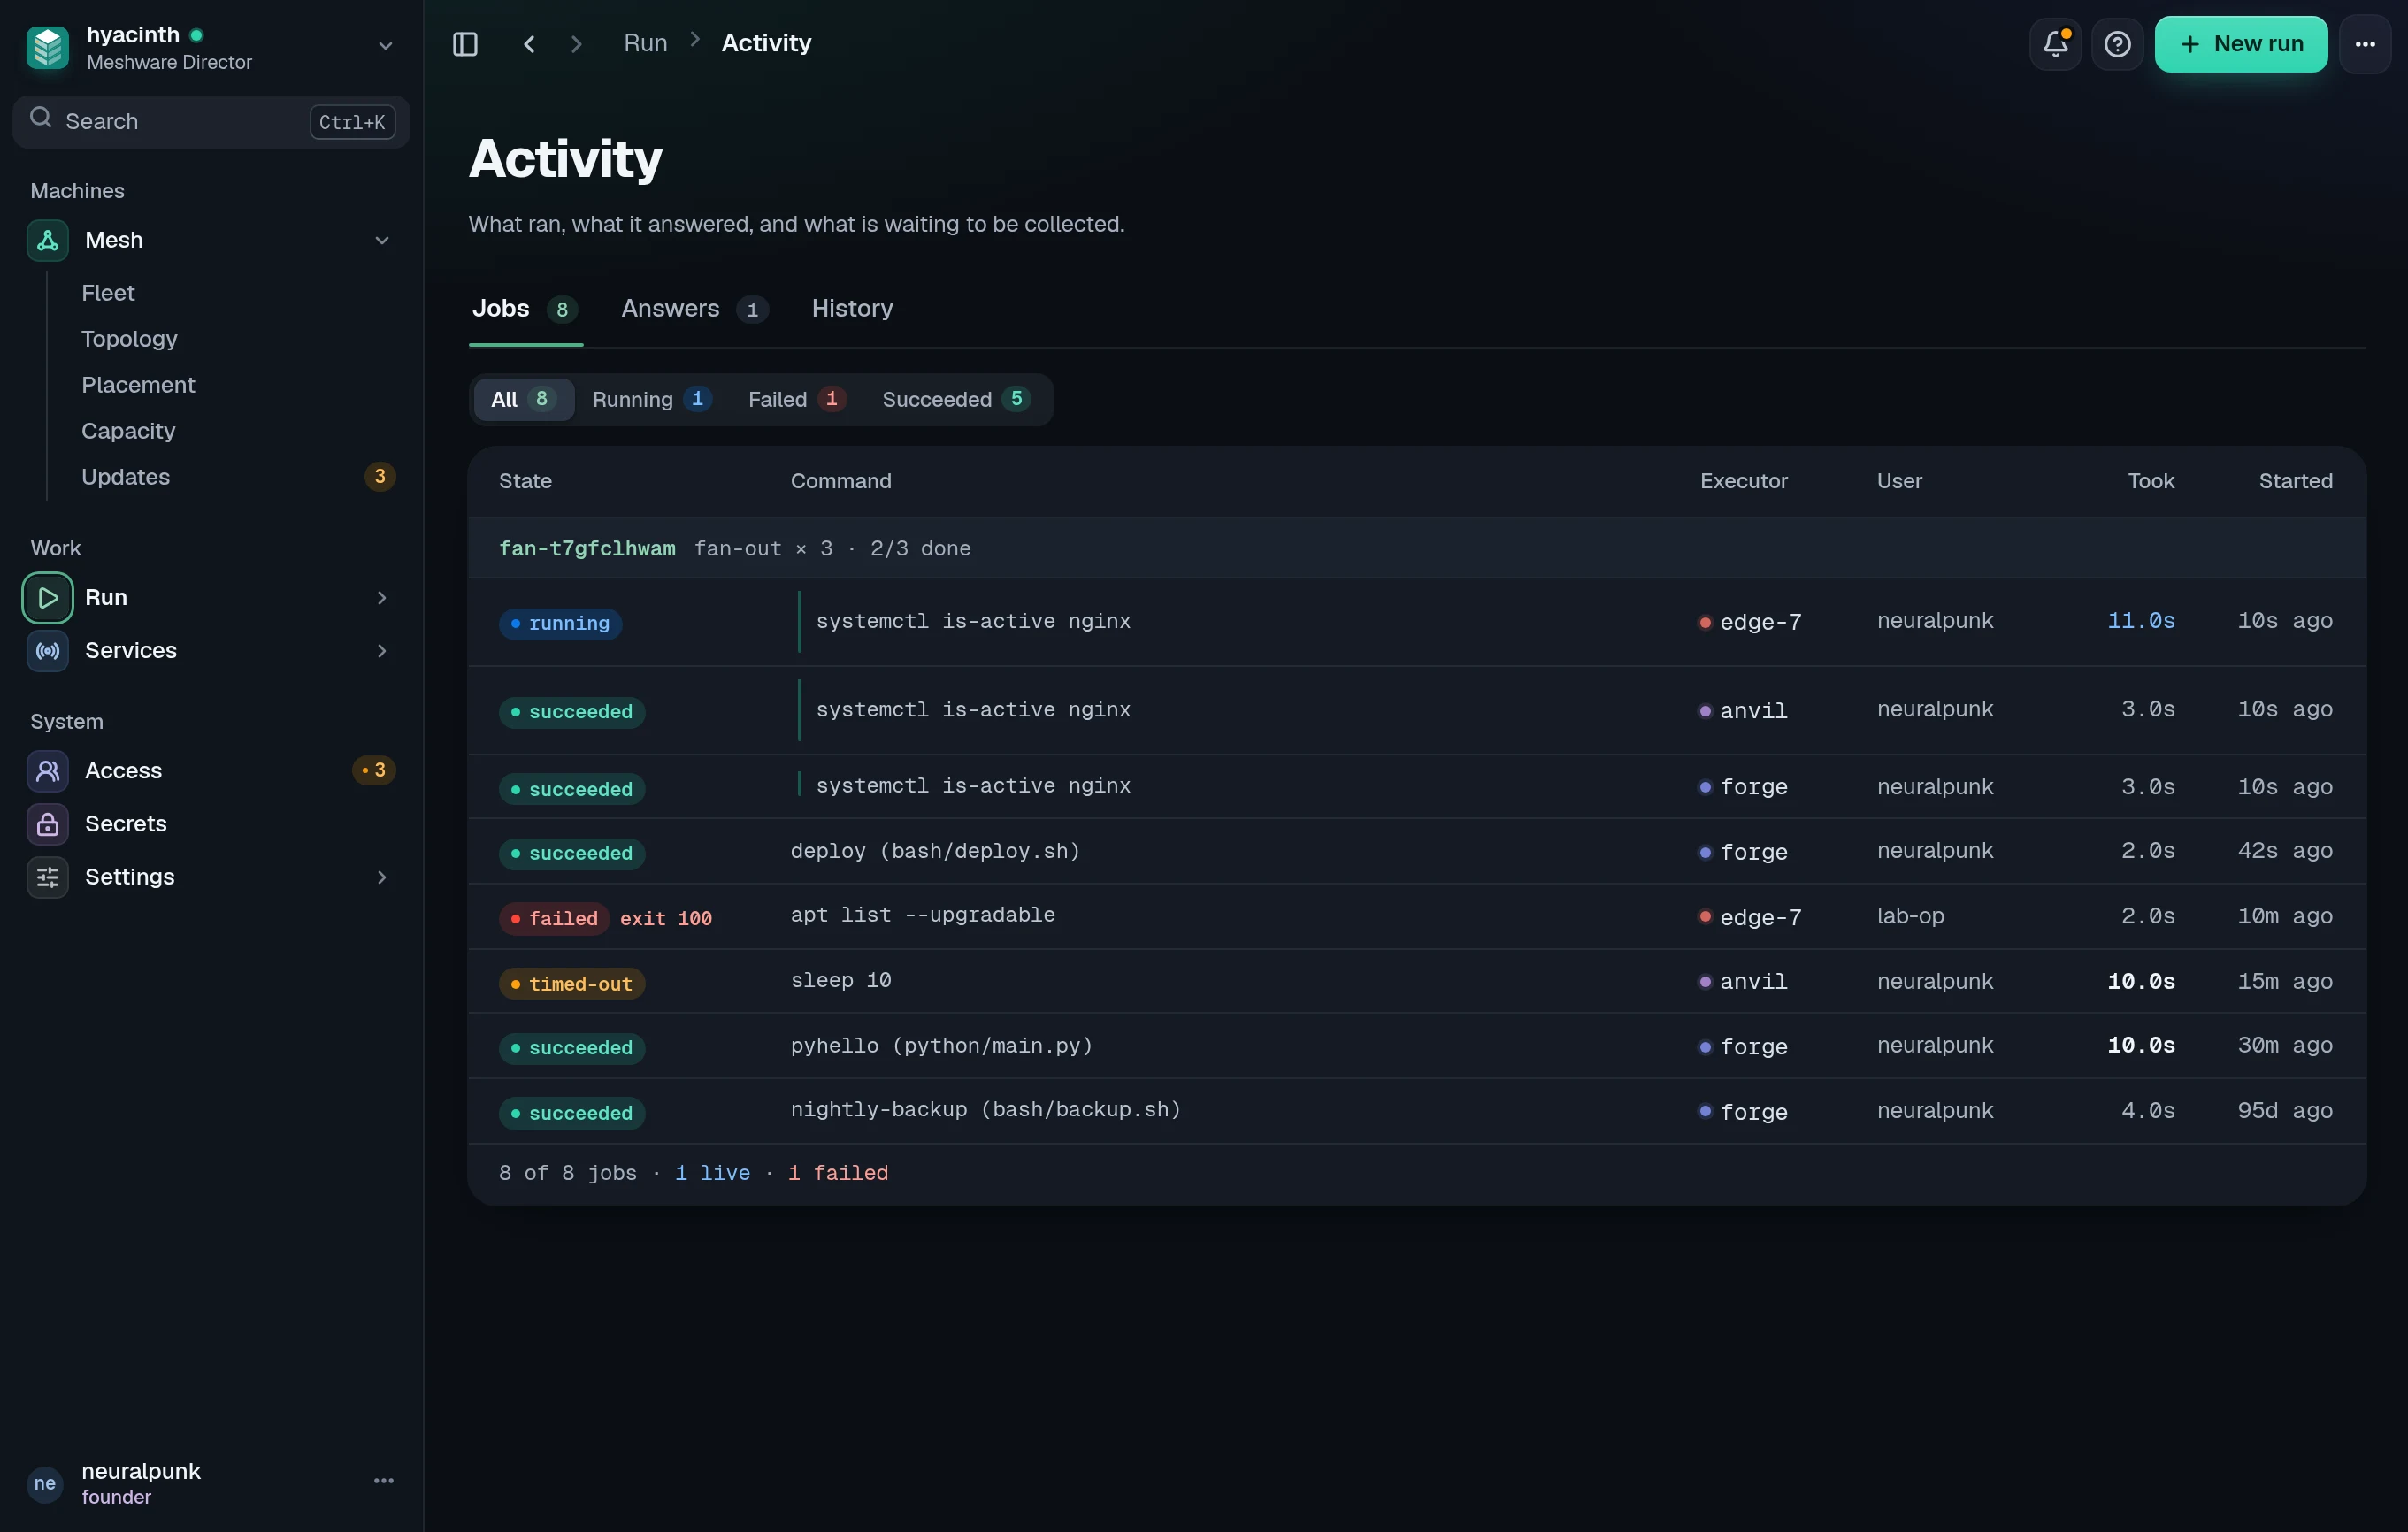 hyacinth
Meshware Director
Search Ctrl+K
Machines
Mesh
Fleet
Topology
Placement
Capacity
Updates 3
Work
Run
Services
System
Access 3
Secrets
Settings
ne
neuralpunk
founder
Run Activity
New run
Activity
What ran, what it answered, and what is waiting to be collected.
Jobs 8 Answers 1 History
All 8 Running 1 Failed 1 Succeeded 5
State Command Executor User Took Started
fan-t7gfclhwam fan-out × 3 · 2/3 done
running systemctl is-active nginx edge-7 neuralpunk 11.0s 10s ago
succeeded systemctl is-active nginx anvil neuralpunk 3.0s 10s ago
succeeded systemctl is-active nginx forge neuralpunk 3.0s 10s ago
succeeded deploy (bash/deploy.sh) forge neuralpunk 2.0s 42s ago
failed exit 100 apt list --upgradable edge-7 lab-op 2.0s 10m ago
timed-out sleep 10 anvil neuralpunk 10.0s 15m ago
succeeded pyhello (python/main.py) forge neuralpunk 10.0s 30m ago
succeeded nightly-backup (bash/backup.sh) forge neuralpunk 4.0s 95d ago
8 of 8 jobs · 1 live · 1 failed